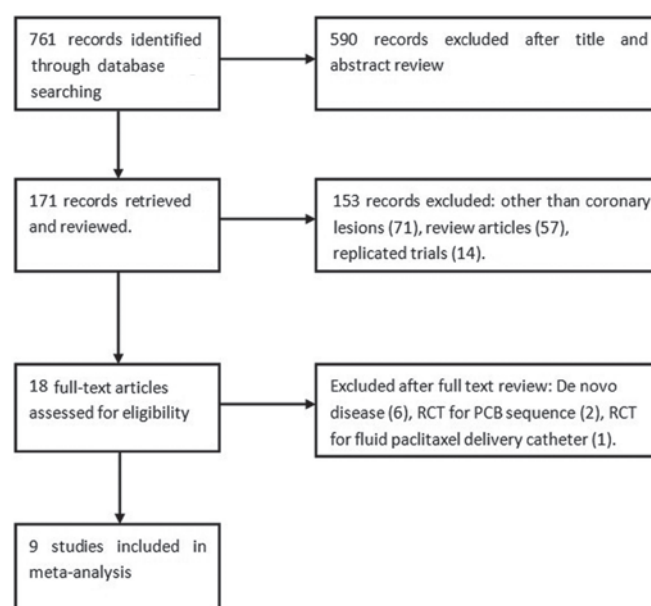 761 records identified
through database
searching
590 records excluded after title and
abstract review
171 records retrieved
and reviewed.
153 records excluded: other than coronary
lesions (71), review articles (57),
replicated trials (14).
18 full-text articles
assessed for eligibility
Excluded after full text review: De novo
disease (6), RCT for PCB sequence (2), RCT
for fluid paclitaxel delivery catheter (1).
9 studies included in
meta-analysis